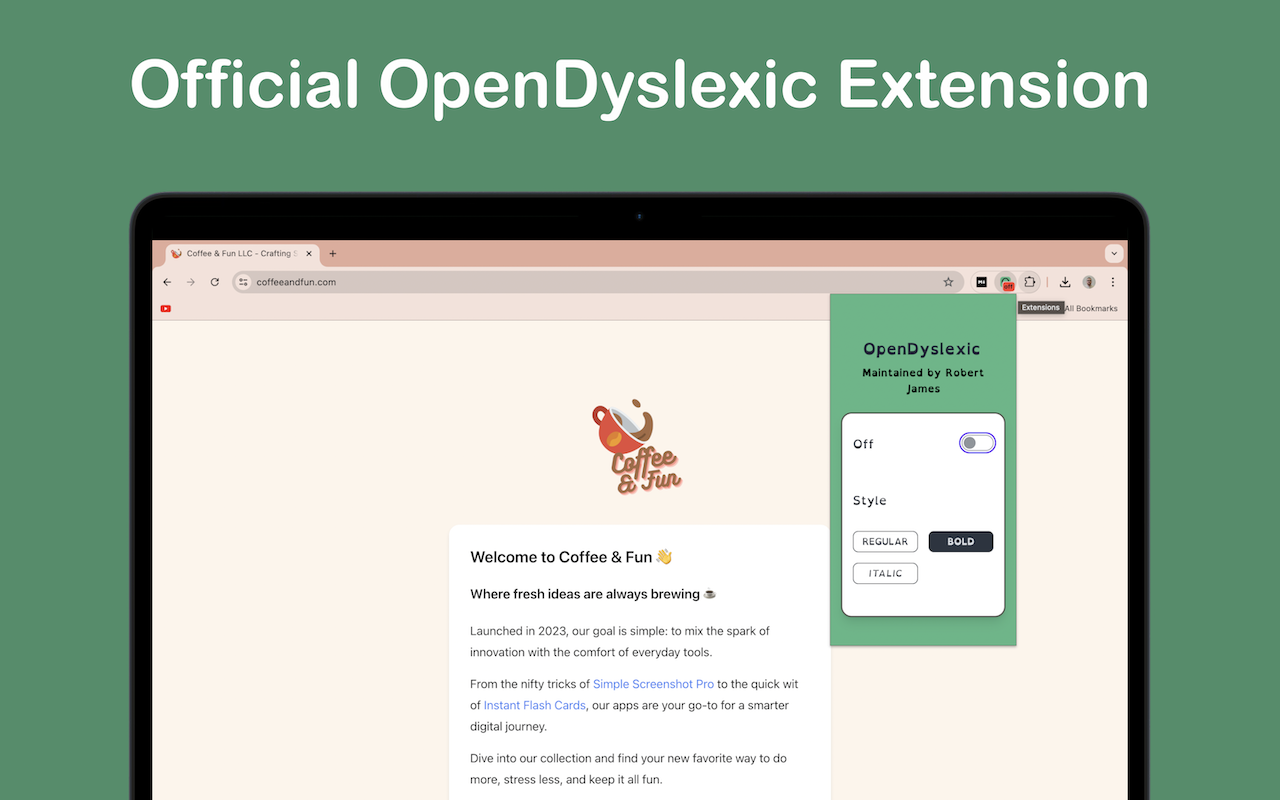 Official OpenDyslexic Extension
Coffee & Fun LLC - Crafting S
coffeeandfun.com
off
Extensions
All Bookmarks
OpenDyslexic
Maintained by Robert
James
Off
Style
REGULAR
BOLD
ITALIC
Coffee
& Fun
Welcome to Coffee & Fun 👋
Where fresh ideas are always brewing ☕
Launched in 2023, our goal is simple: to mix the spark of
innovation with the comfort of everyday tools.
From the nifty tricks of Simple Screenshot Pro to the quick wit
of Instant Flash Cards, our apps are your go-to for a smarter
digital journey.
Dive into our collection and find your new favorite way to do
more, stress less, and keep it all fun.